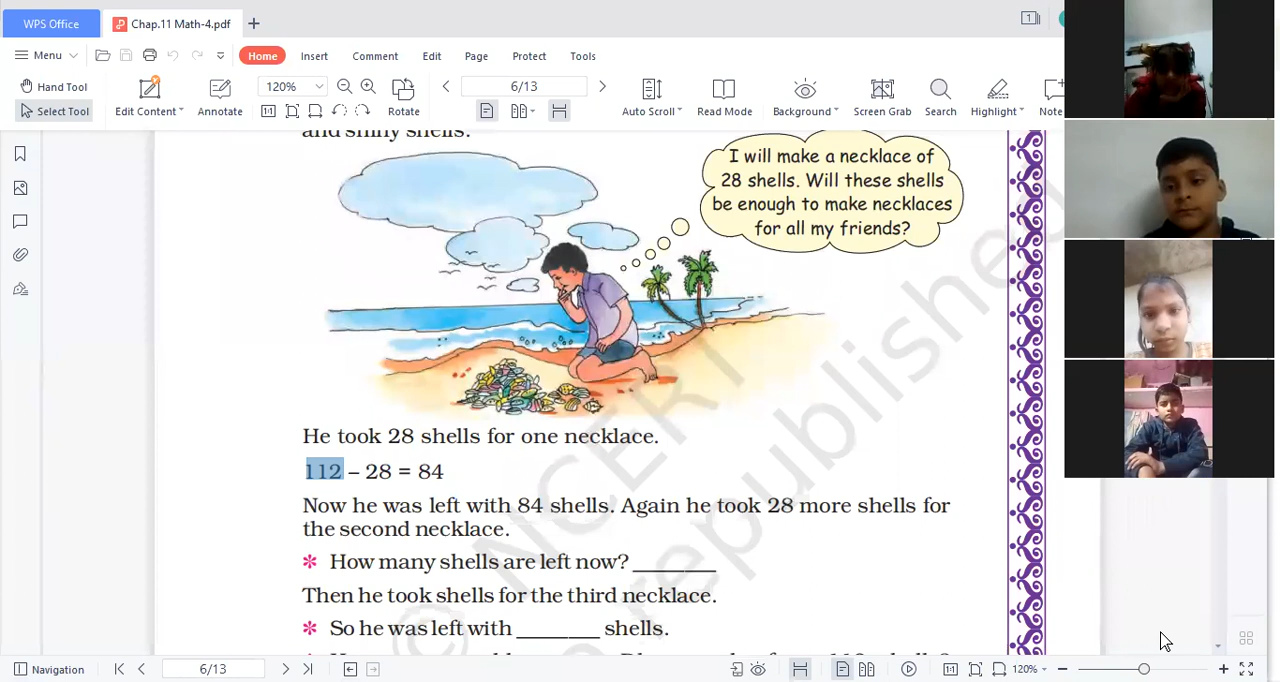 WPS Office
Chap.11 Math-4.pdf
Menu
Home
Insert
Comment
Edit
Page
Protect
Tools
Hand Tool
Select Tool
Edit Content
Annotate
120%
Rotate
6/13
Auto Scroll
Read Mode
Background
Screen Grab
Search
Highlight
Note
and shiny shells.
I will make a necklace of
28 shells. Will these shells
be enough to make necklaces
for all my friends?
He took 28 shells for one necklace.
112 – 28 = 84
Now he was left with 84 shells. Again he took 28 more shells for
the second necklace.
✻ How many shells are left now? ________
Then he took shells for the third necklace.
✻ So he was left with ________ shells.
© NCERT
republished
Navigation
6/13
120%